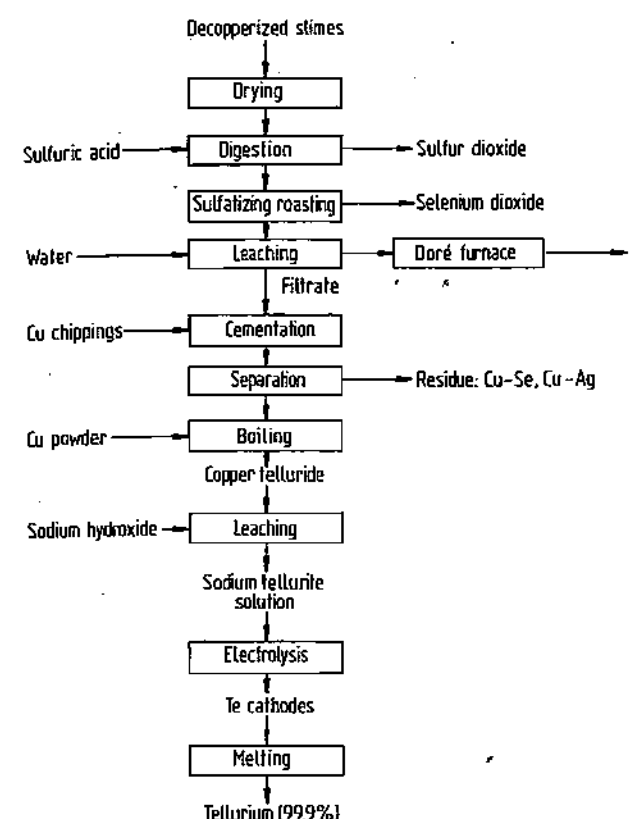 Decopperized slimes
Drying
Sulfuric acid
Digestion
Sulfur dioxide
Sulfatizing roasting
Selenium dioxide
Water
Leaching
Doré furnace
Filtrate
Cu chippings
Cementation
Separation
Residue: Cu-Se, Cu-Ag
Cu powder
Boiling
Copper telluride
Sodium hydroxide
Leaching
Sodium tellurite
solution
Electrolysis
Te cathodes
Melting
Tellurium (99.9%)